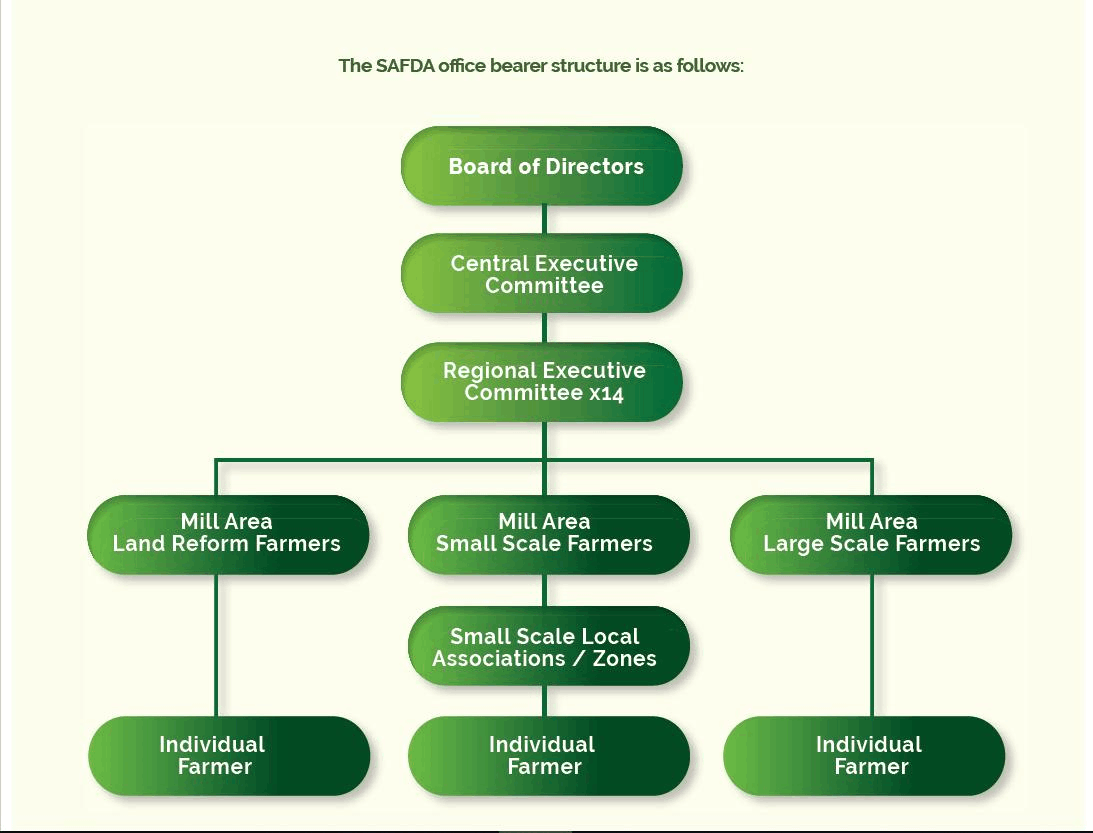 The SAFDA office bearer structure is as follows:
Board of Directors
Central Executive
Committee
Regional Executive
Committee x14
Mill Area
Land Reform Farmers
Mill Area
Small Scale Farmers
Mill Area
Large Scale Farmers
Small Scale Local
Associations / Zones
Individual
Farmer
Individual
Farmer
Individual
Farmer